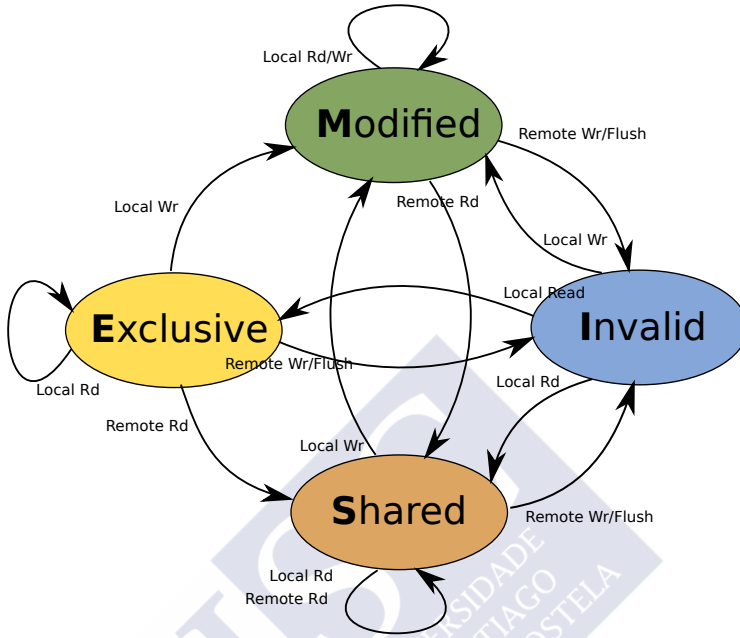 Local Rd/Wr
Modified
Remote Wr/Flush
Remote Rd
Local Wr
Local Wr
Local Read
Exclusive
Invalid
Remote Wr/Flush
Local Rd
Local Rd
Remote Rd
Local Wr
Shared
Remote Wr/Flush
Local Rd
Remote Rd